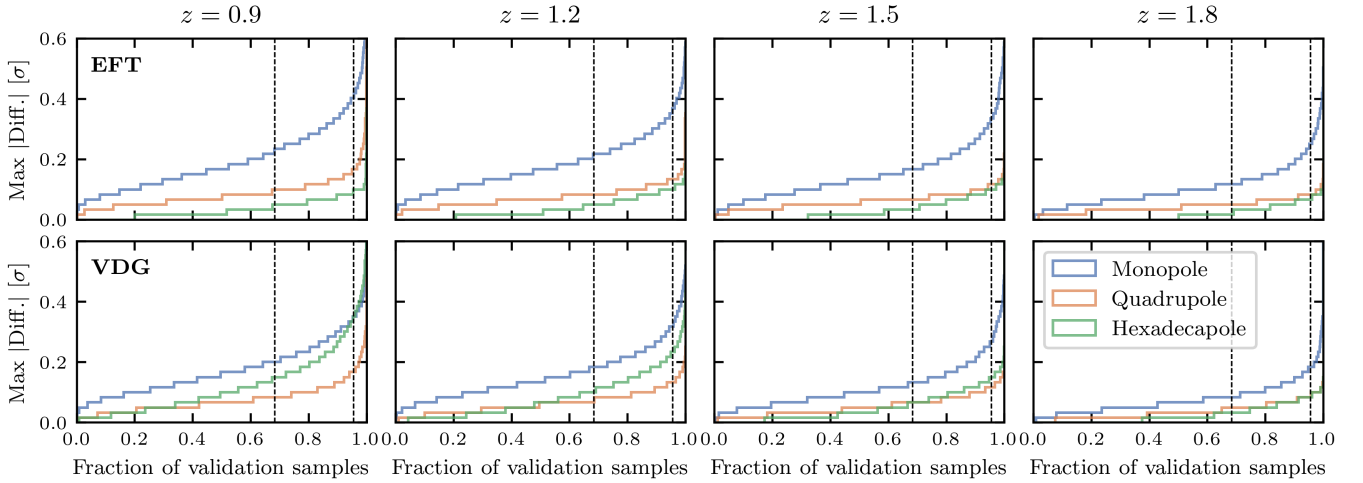 z = 0.9 z = 1.2 z = 1.5 z = 1.8
Max |Diff.| [σ]
0.6
0.4
0.2
0.0
EFT
Max |Diff.| [σ]
0.6
0.4
0.2
0.0
VDG
Monopole
Quadrupole
Hexadecapole
0.0 0.2 0.4 0.6 0.8 1.0 0.0 0.2 0.4 0.6 0.8 1.0 0.0 0.2 0.4 0.6 0.8 1.0 0.0 0.2 0.4 0.6 0.8 1.0
Fraction of validation samples Fraction of validation samples Fraction of validation samples Fraction of validation samples